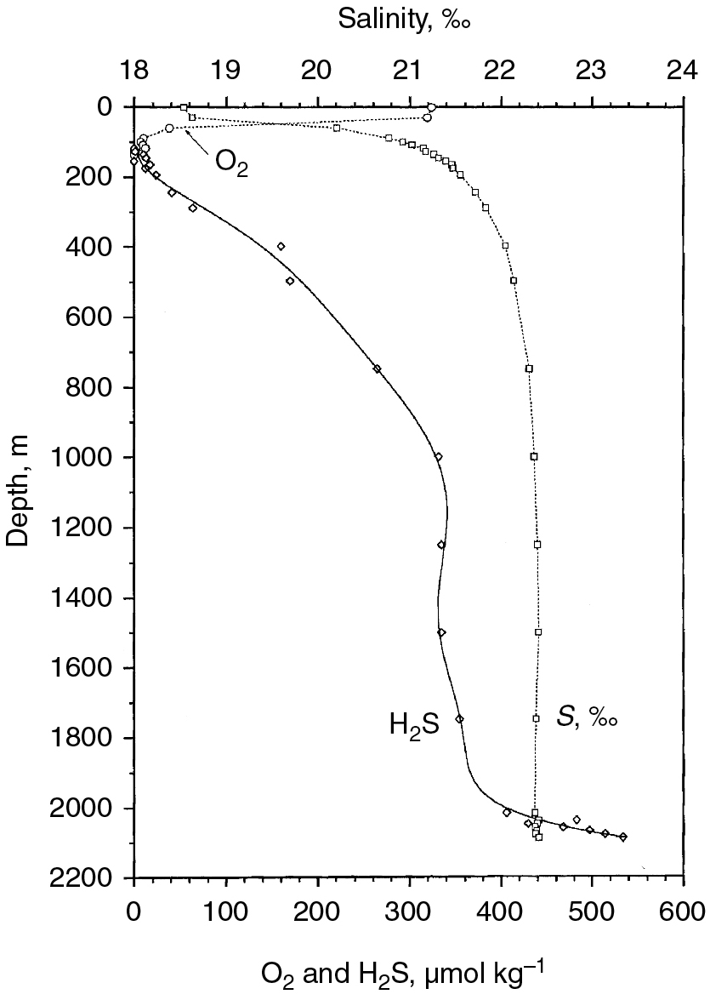 Salinity, ‰
18 19 20 21 22 23 24
0
200
400
600
800
1000
1200
1400
1600
1800
2000
2200
Depth, m
O₂
H₂S
S, ‰
0 100 200 300 400 500 600
O₂ and H₂S, μmol kg⁻¹